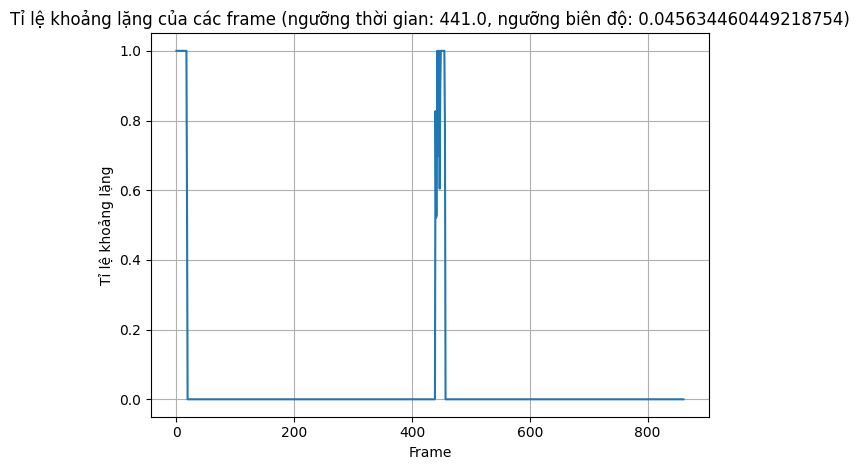 Tỉ lệ khoảng lặng của các frame (ngưỡng thời gian: 441.0, ngưỡng biên độ: 0.045634460449218754)
1.0
0.8
0.6
0.4
0.2
0.0
Tỉ lệ khoảng lặng
0 200 400 600 800
Frame